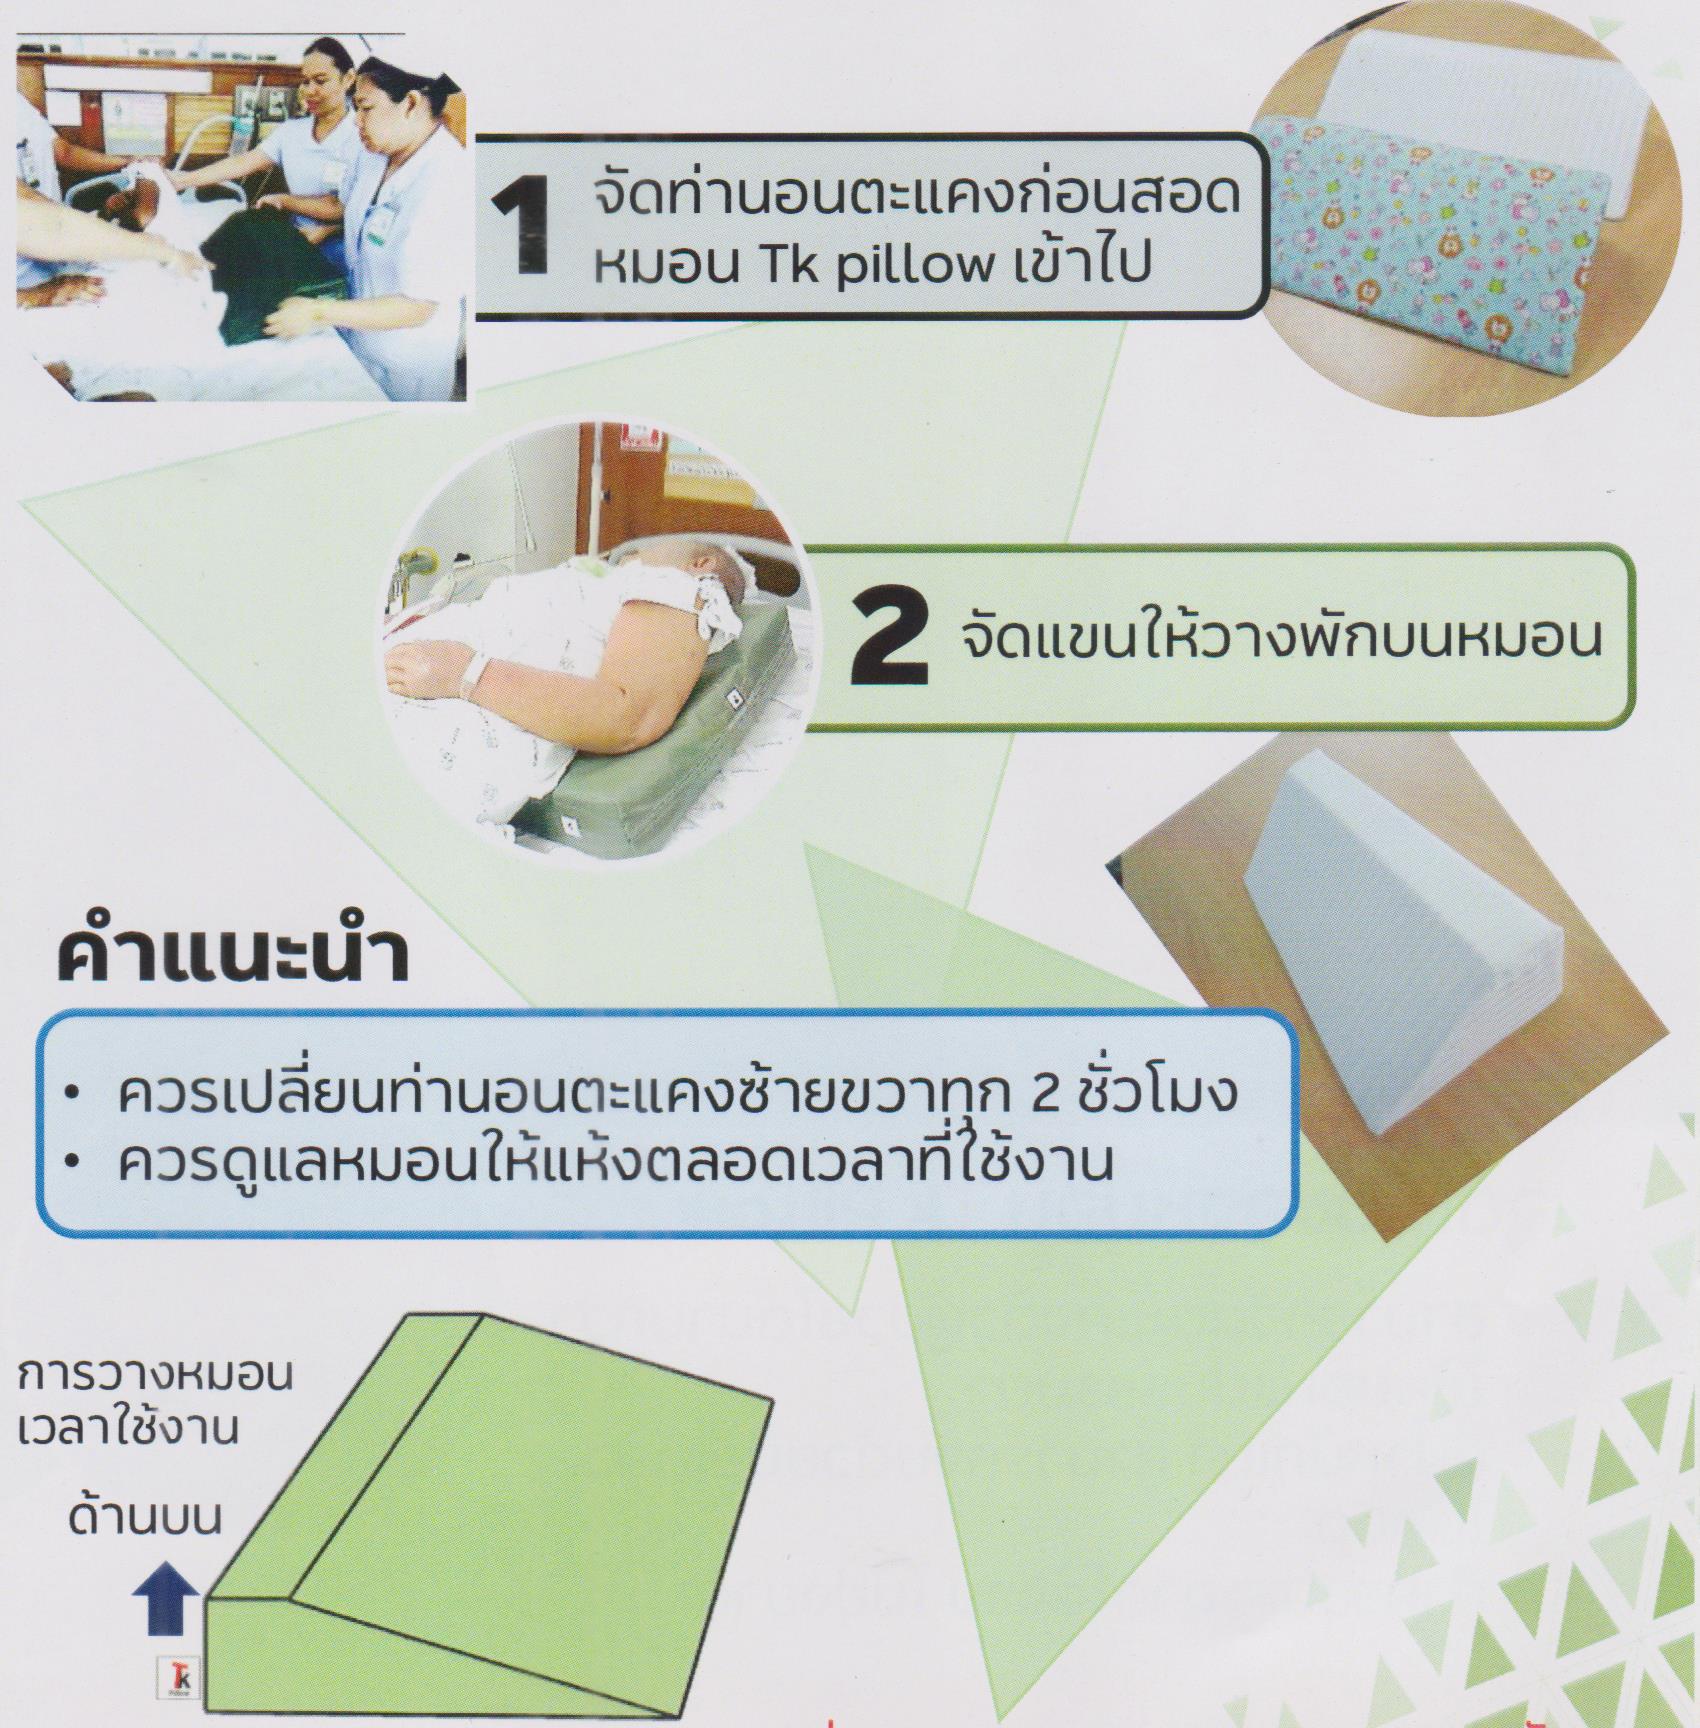 1
จัดท่านอนตะแคงก่อนสอด
หมอน Tk pillow เข้าไป
2
จัดแขนให้วางพักบนหมอน
คำแนะนำ
• ควรเปลี่ยนท่านอนตะแคงซ้ายขวาทุก 2 ชั่วโมง
• ควรดูแลหมอนให้แห้งตลอดเวลาที่ใช้งาน
การวางหมอน
เวลาใช้งาน
ด้านบน
Tk
Pillow